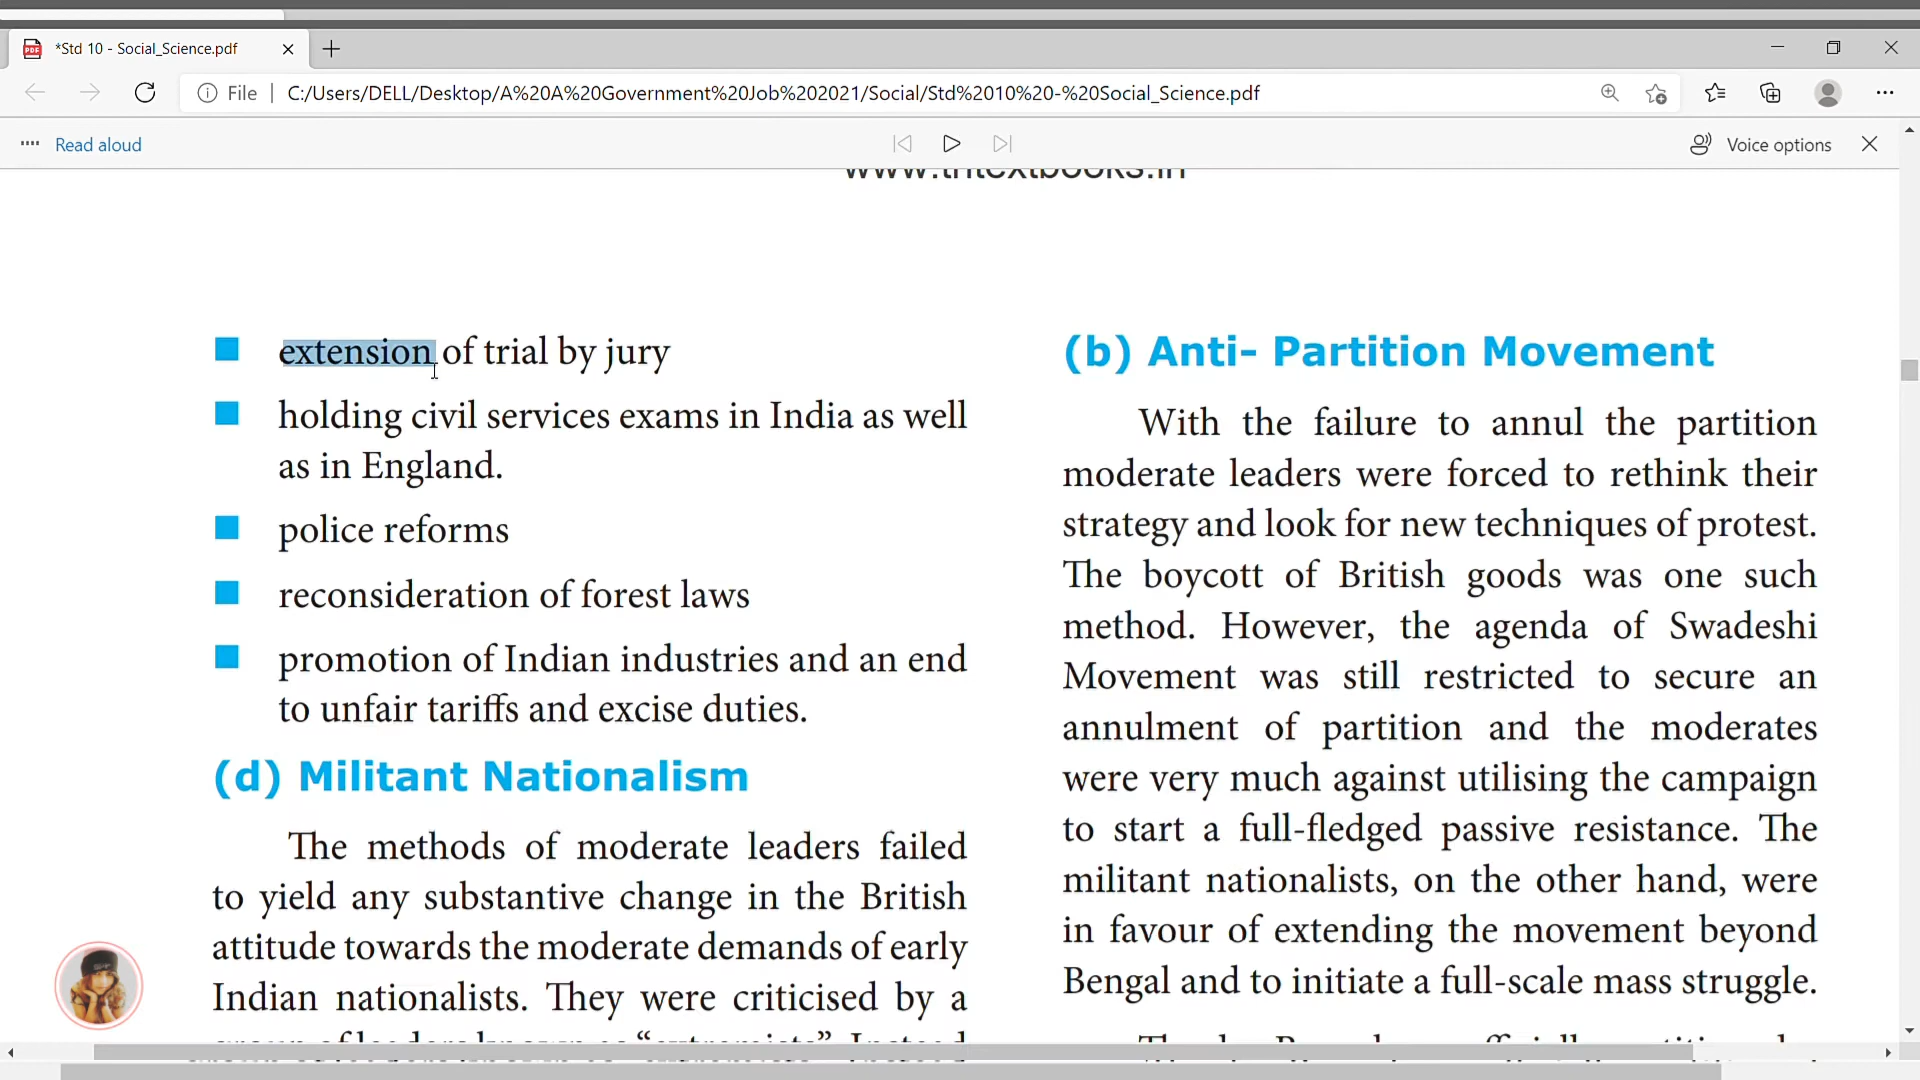 *Std 10 - Social_Science.pdf
File
C:/Users/DELL/Desktop/A%20A%20Government%20Job%202021/Social/Std%2010%20-%20Social_Science.pdf
Read aloud
Voice options
www.tntextbooks.in
extension of trial by jury
holding civil services exams in India as well
as in England.
police reforms
reconsideration of forest laws
promotion of Indian industries and an end
to unfair tariffs and excise duties.
(d) Militant Nationalism
The methods of moderate leaders failed
to yield any substantive change in the British
attitude towards the moderate demands of early
Indian nationalists. They were criticised by a
(b) Anti- Partition Movement
With the failure to annul the partition
moderate leaders were forced to rethink their
strategy and look for new techniques of protest.
The boycott of British goods was one such
method. However, the agenda of Swadeshi
Movement was still restricted to secure an
annulment of partition and the moderates
were very much against utilising the campaign
to start a full-fledged passive resistance. The
militant nationalists, on the other hand, were
in favour of extending the movement beyond
Bengal and to initiate a full-scale mass struggle.